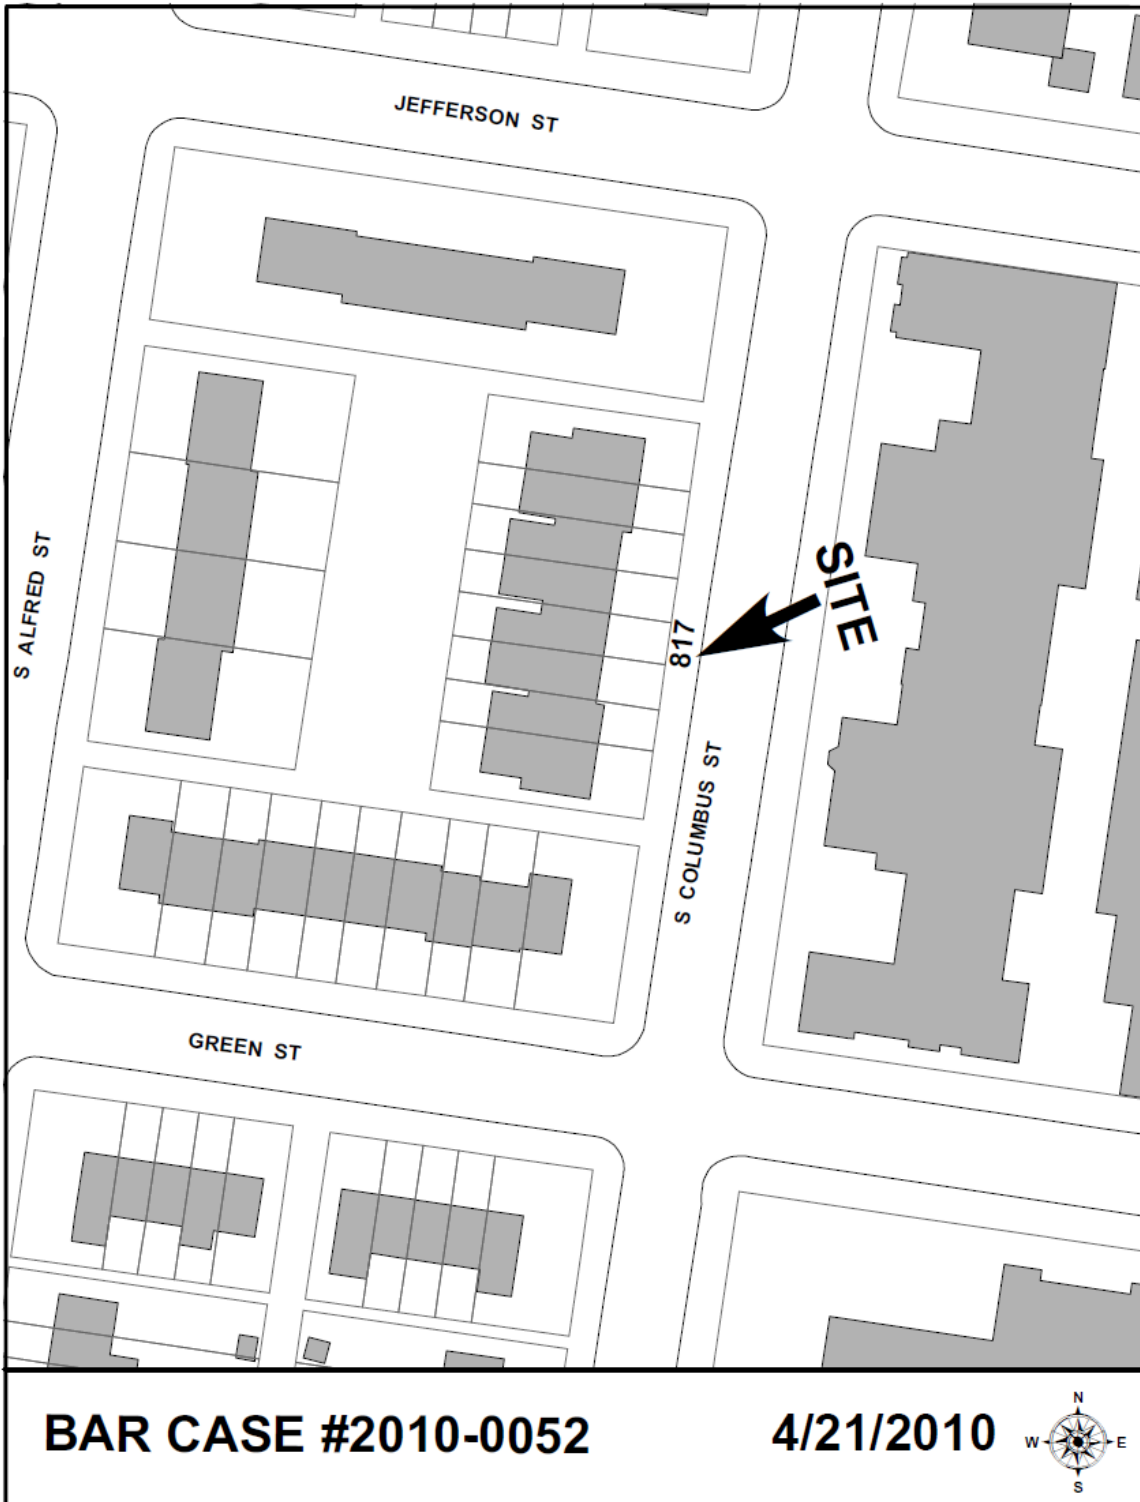 JEFFERSON ST
S ALFRED ST
SITE
817
S COLUMBUS ST
GREEN ST
BAR CASE #2010-0052
4/21/2010
N
W E
S